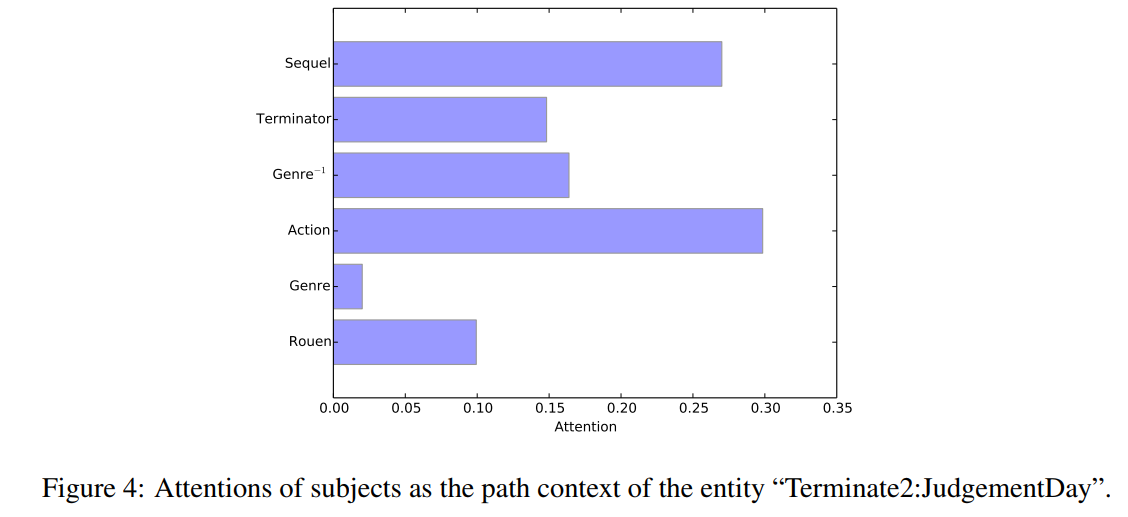 Sequel
Terminator
Genre⁻¹
Action
Genre
Rouen
0.00 0.05 0.10 0.15 0.20 0.25 0.30 0.35
Attention
Figure 4: Attentions of subjects as the path context of the entity “Terminate2:JudgementDay”.